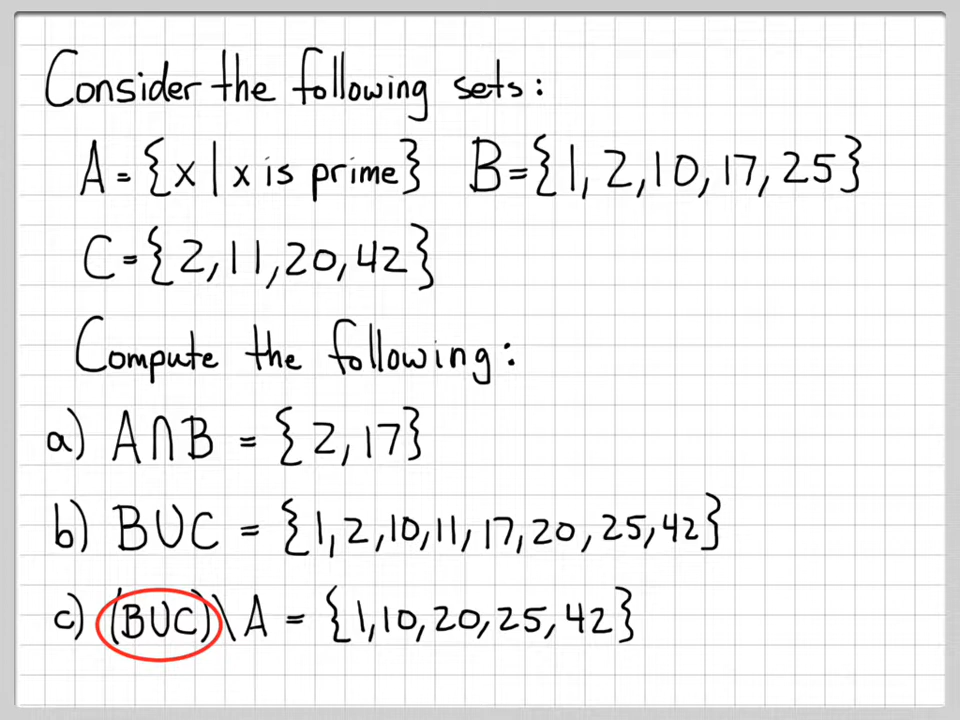 Consider the following sets:
A = {x | x is prime} B = {1, 2, 10, 17, 25}
C = {2, 11, 20, 42}
Compute the following:
a) A∩B = {2, 17}
b) B∪C = {1, 2, 10, 11, 17, 20, 25, 42}
c) (B∪C)\A = {1, 10, 20, 25, 42}